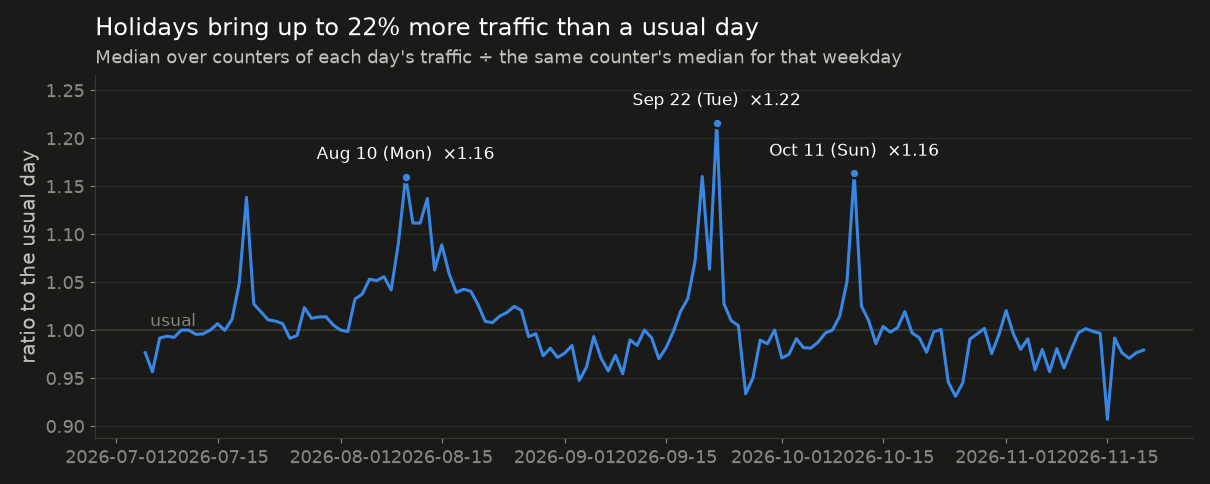 Holidays bring up to 22% more traffic than a usual day
Median over counters of each day's traffic ÷ the same counter's median for that weekday
ratio to the usual day
1.25
1.20
1.15
1.10
1.05
1.00
0.95
0.90
Sep 22 (Tue) ×1.22
Aug 10 (Mon) ×1.16
Oct 11 (Sun) ×1.16
usual
2026-07-01
2026-07-15
2026-08-01
2026-08-15
2026-09-01
2026-09-15
2026-10-01
2026-10-15
2026-11-01
2026-11-15